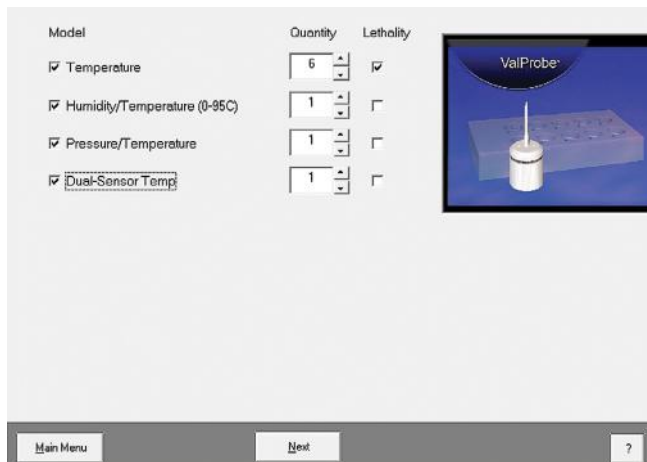 Model Quantity Lethality
Temperature 6
Humidity/Temperature (0-95C) 1
Pressure/Temperature 1
Dual-Sensor Temp 1
ValProbe
Main Menu Next ?